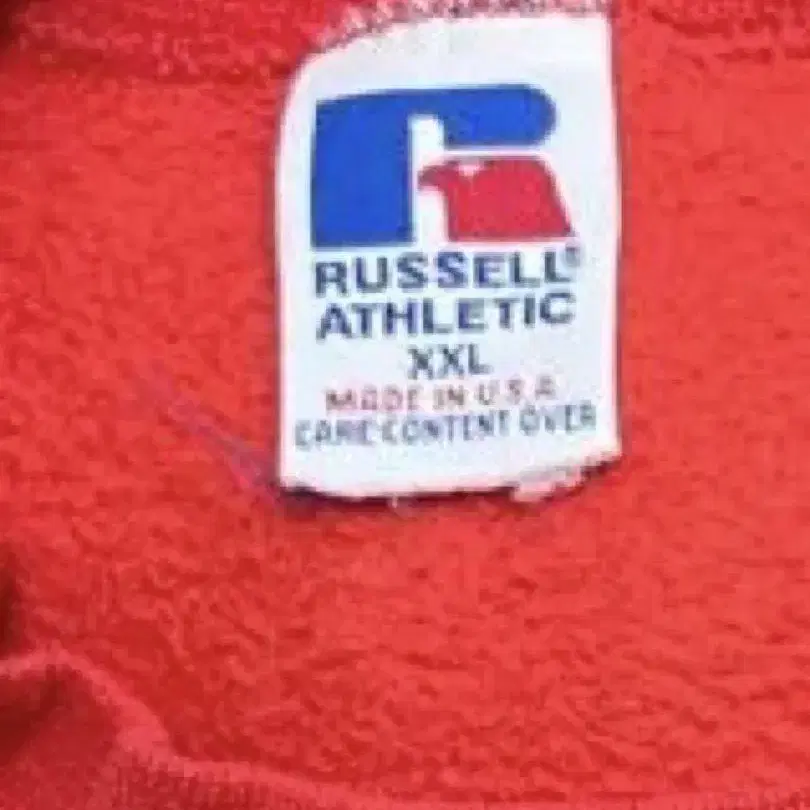 RUSSELL®
ATHLETIC
XXL
MADE IN U.S.A
CARE-CONTENT OVER